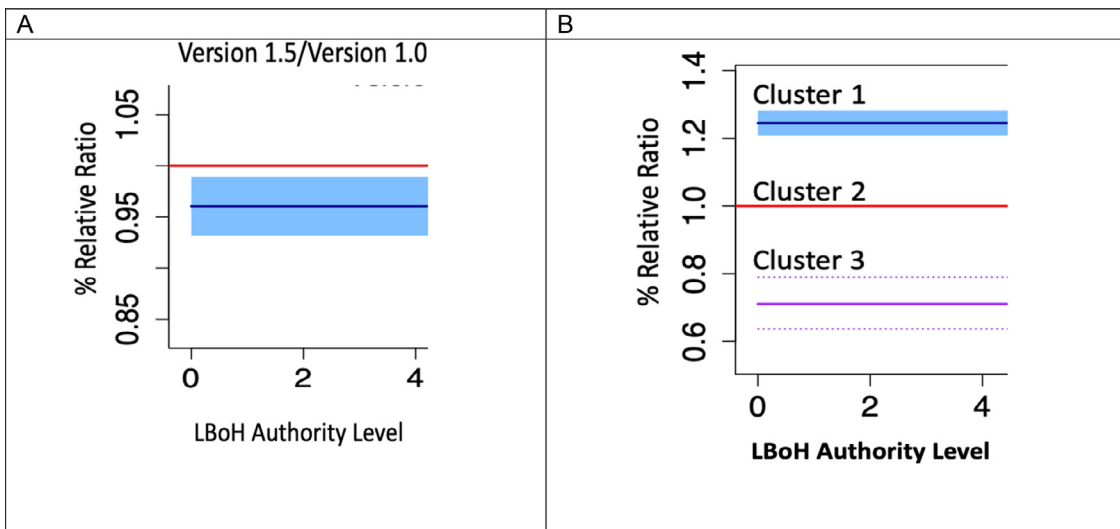 A
B
Version 1.5/Version 1.0
% Relative Ratio
1.05
0.95
0.85
0
2
4
LBoH Authority Level
% Relative Ratio
1.4
1.2
1.0
0.8
0.6
Cluster 1
Cluster 2
Cluster 3
0
2
4
LBoH Authority Level